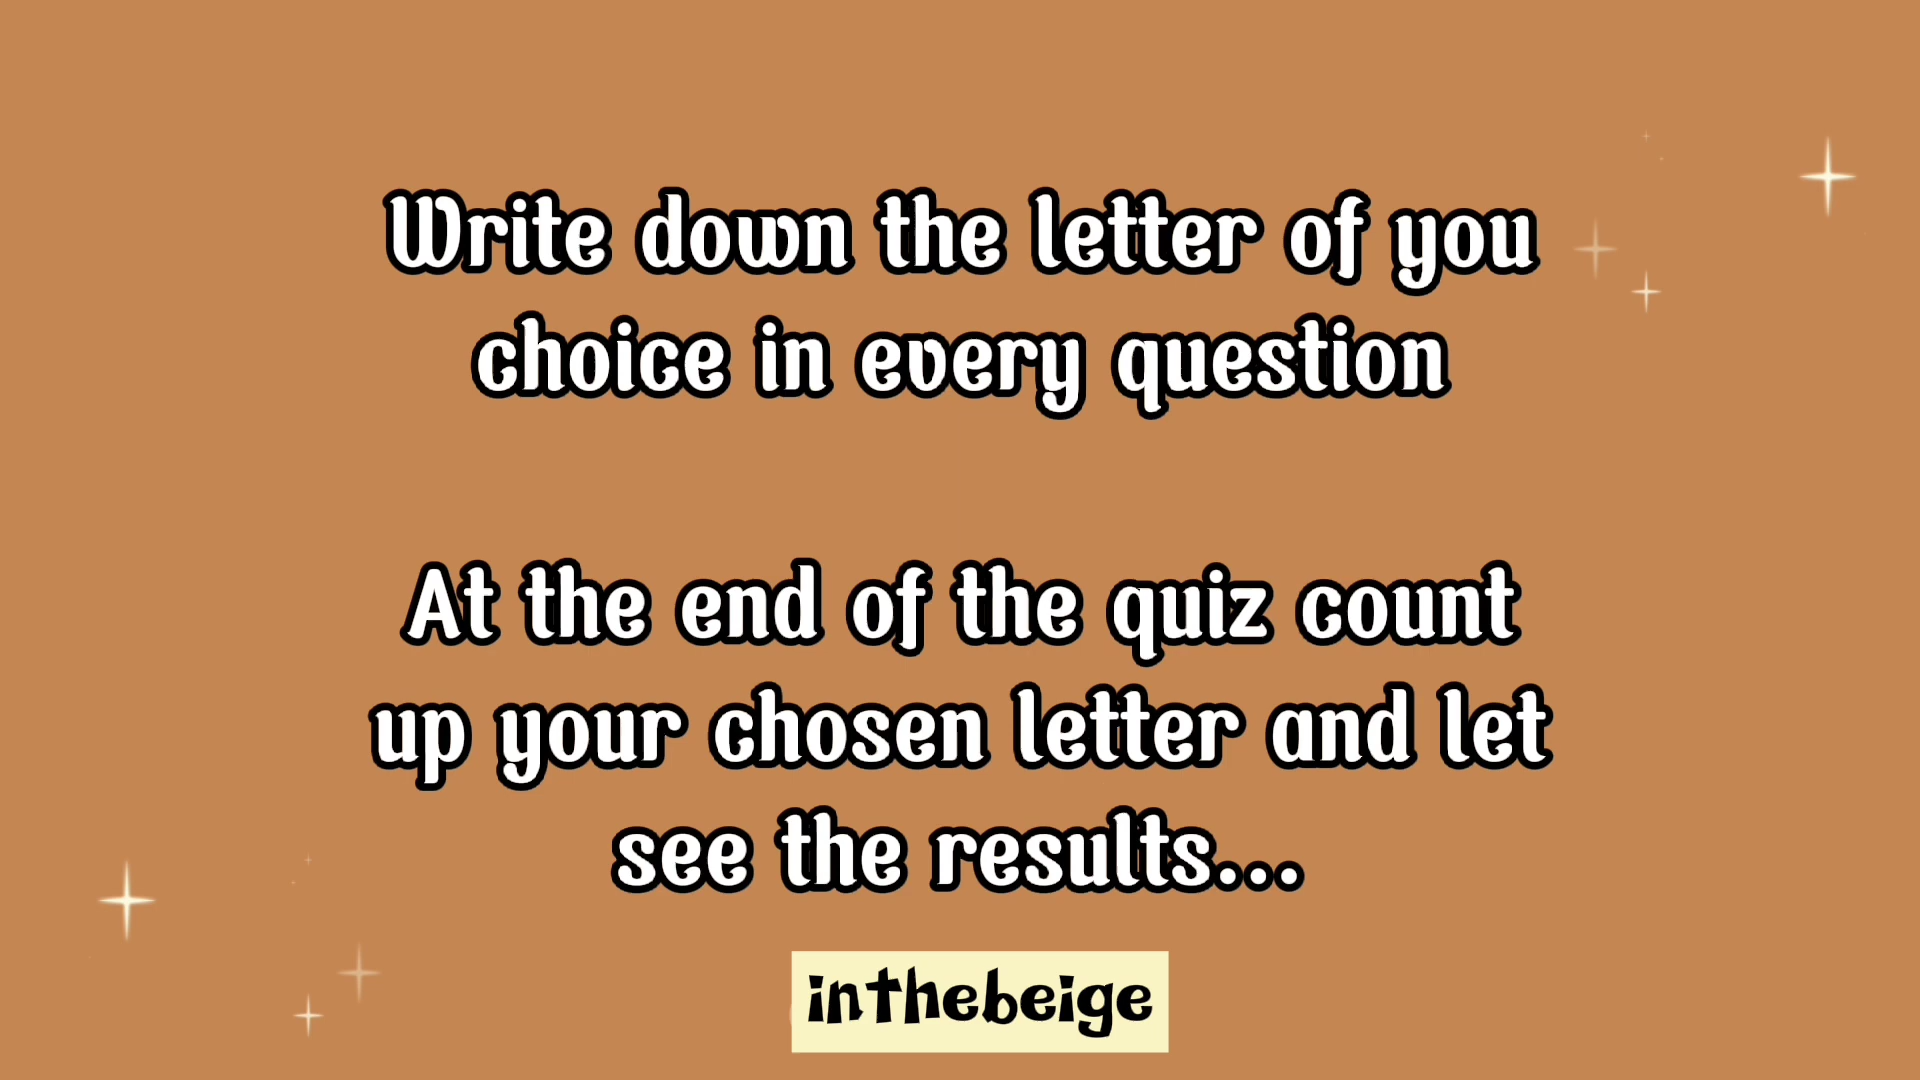 Write down the letter of you
choice in every question
At the end of the quiz count
up your chosen letter and let
see the results...
inthebeige